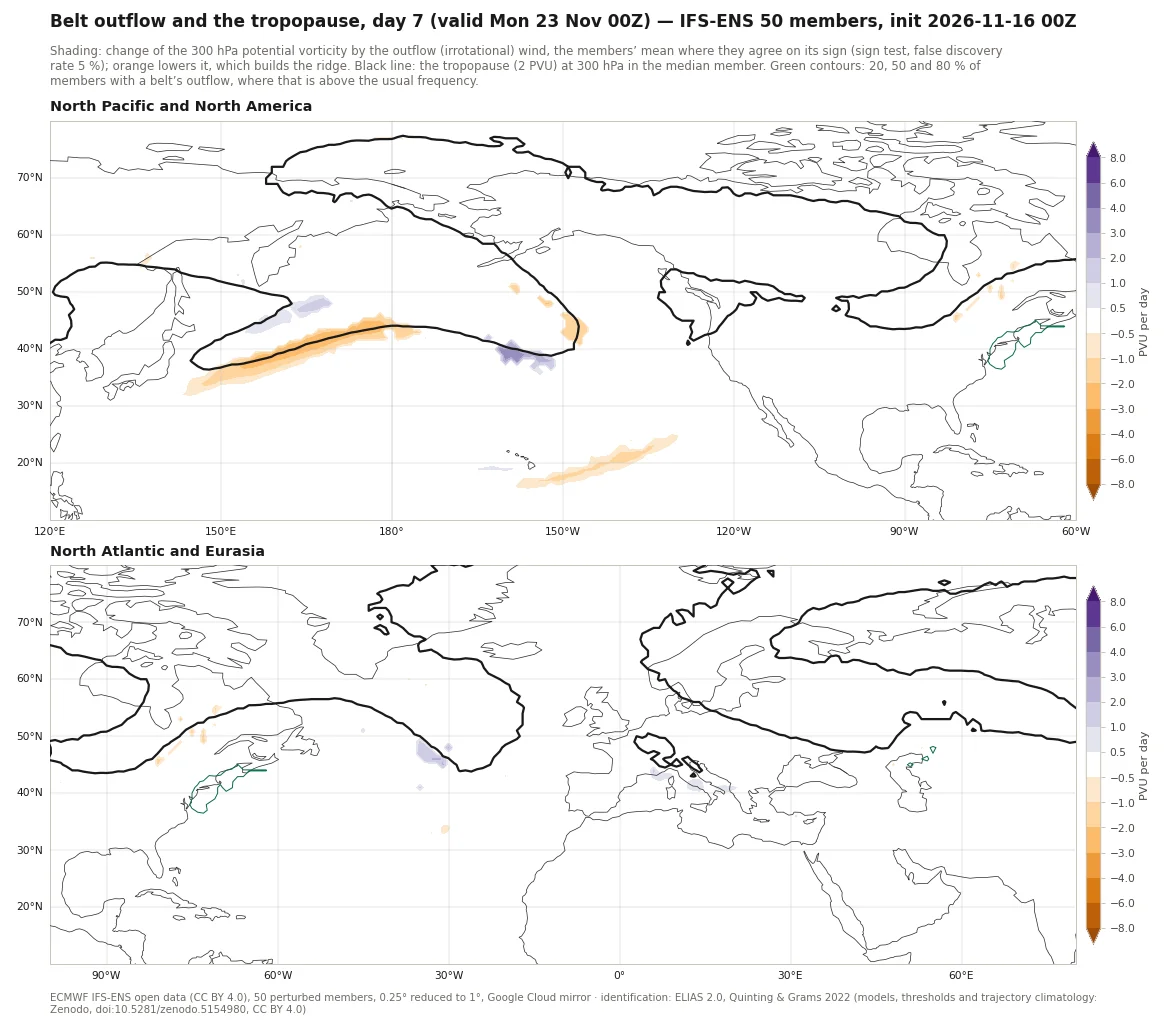 Belt outflow and the tropopause, day 7 (valid Mon 23 Nov 00Z) — IFS-ENS 50 members, init 2026-11-16 00Z
Shading: change of the 300 hPa potential vorticity by the outflow (irrotational) wind, the members’ mean where they agree on its sign (sign test, false discovery
rate 5 %); orange lowers it, which builds the ridge. Black line: the tropopause (2 PVU) at 300 hPa in the median member. Green contours: 20, 50 and 80 % of
members with a belt’s outflow, where that is above the usual frequency.
North Pacific and North America
70°N
60°N
50°N
40°N
30°N
20°N
120°E
150°E
180°
150°W
120°W
90°W
60°W
8.0
6.0
4.0
3.0
2.0
1.0
0.5
−0.5
−1.0
−2.0
−3.0
−4.0
−6.0
−8.0
PVU per day
North Atlantic and Eurasia
70°N
60°N
50°N
40°N
30°N
20°N
90°W
60°W
30°W
0°
30°E
60°E
8.0
6.0
4.0
3.0
2.0
1.0
0.5
−0.5
−1.0
−2.0
−3.0
−4.0
−6.0
−8.0
PVU per day
ECMWF IFS-ENS open data (CC BY 4.0), 50 perturbed members, 0.25° reduced to 1°, Google Cloud mirror · identification: ELIAS 2.0, Quinting & Grams 2022 (models, thresholds and trajectory climatology:
Zenodo, doi:10.5281/zenodo.5154980, CC BY 4.0)